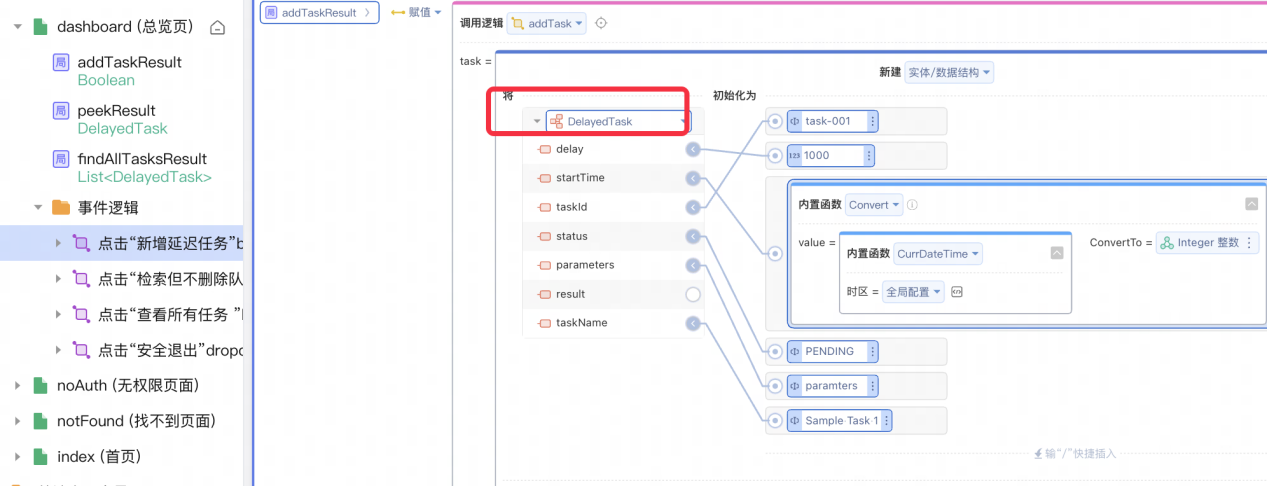 dashboard (总览页)
局 addTaskResult
Boolean
局 peekResult
DelayedTask
局 findAllTasksResult
List<DelayedTask>
事件逻辑
点击“新增延迟任务”b
点击“检索但不删除队
点击“查看所有任务 ”
点击“安全退出”dropd
noAuth (无权限页面)
notFound (找不到页面)
index (首页)
局 addTaskResult
赋值
调用逻辑 addTask
task =
新建 实体/数据结构
将
初始化为
DelayedTask
delay
startTime
taskId
status
parameters
result
taskName
task-001
123 1000
内置函数 Convert
value =
内置函数 CurrDateTime
时区 = 全局配置
ConvertTo = Integer 整数
PENDING
paramters
Sample Task 1
输“/”快捷插入